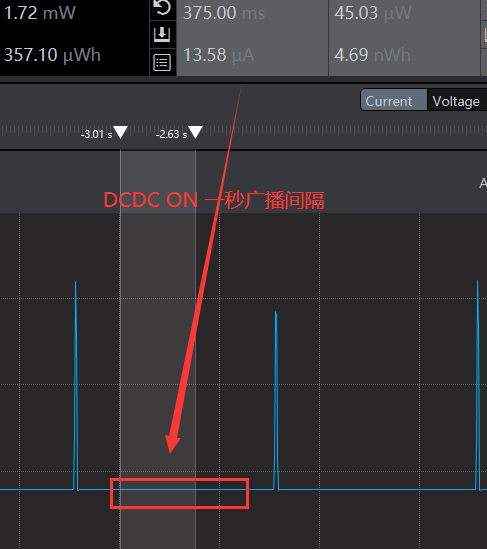 1.72 mW
375.00 ms
45.03 µW
357.10 µWh
13.58 µA
4.69 nWh
Current
Voltage
-3.01 s
-2.63 s
A
DCDC ON 一秒广播间隔